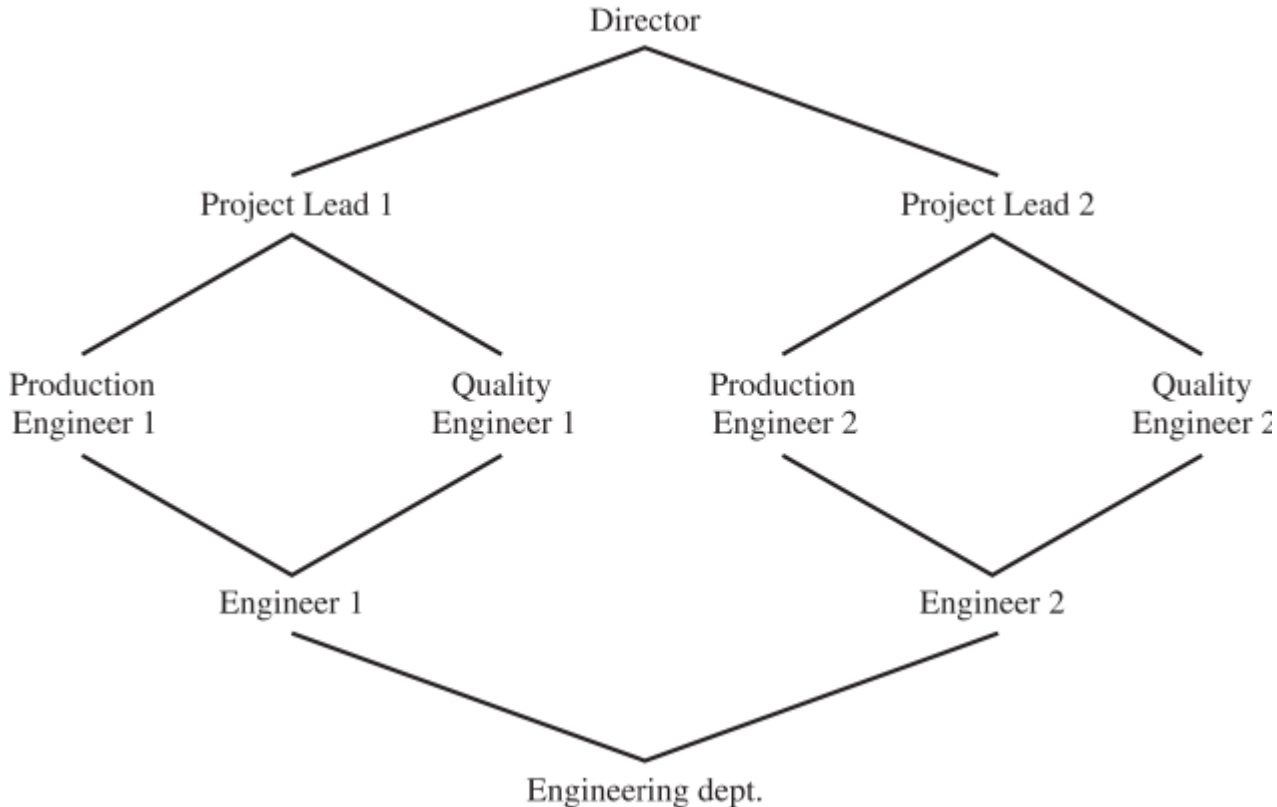 Director
Project Lead 1
Project Lead 2
Production
Engineer 1
Quality
Engineer 1
Production
Engineer 2
Quality
Engineer 2
Engineer 1
Engineer 2
Engineering dept.